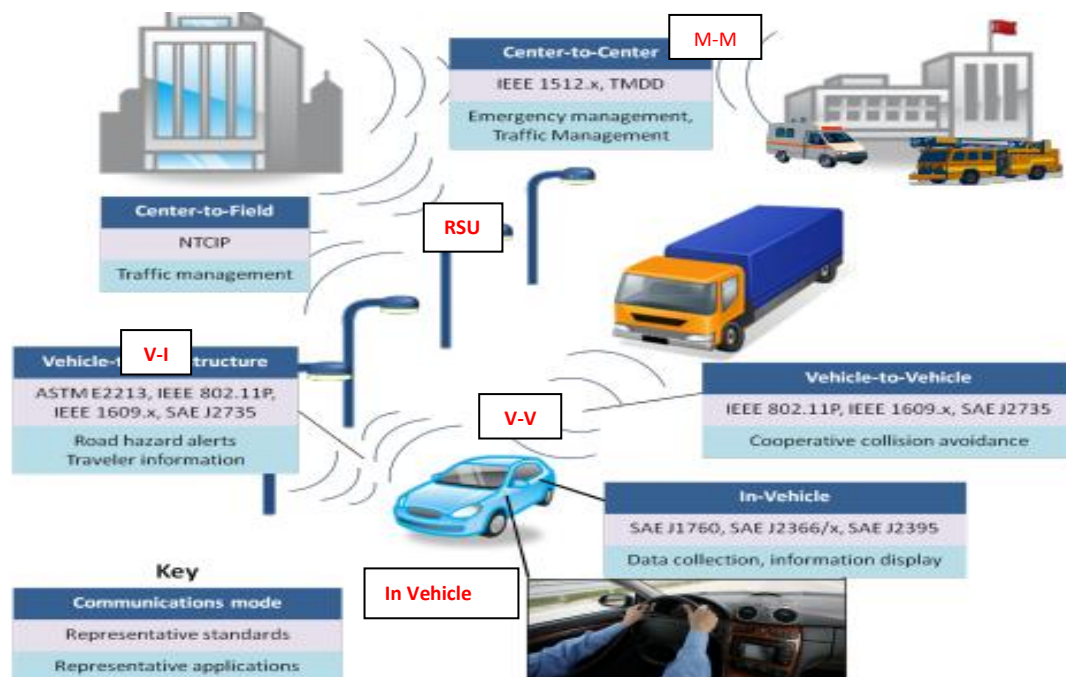 Center-to-Center
M-M
IEEE 1512.x, TMDD
Emergency management,
Traffic Management
Center-to-Field
NTCIP
Traffic management
RSU
Vehicle-t
V-I
structure
ASTM E2213, IEEE 802.11P,
IEEE 1609.x, SAE J2735
Road hazard alerts
Traveler information
V-V
Vehicle-to-Vehicle
IEEE 802.11P, IEEE 1609.x, SAE J2735
Cooperative collision avoidance
In-Vehicle
SAE J1760, SAE J2366/x, SAE J2395
Data collection, information display
In Vehicle
Key
Communications mode
Representative standards
Representative applications